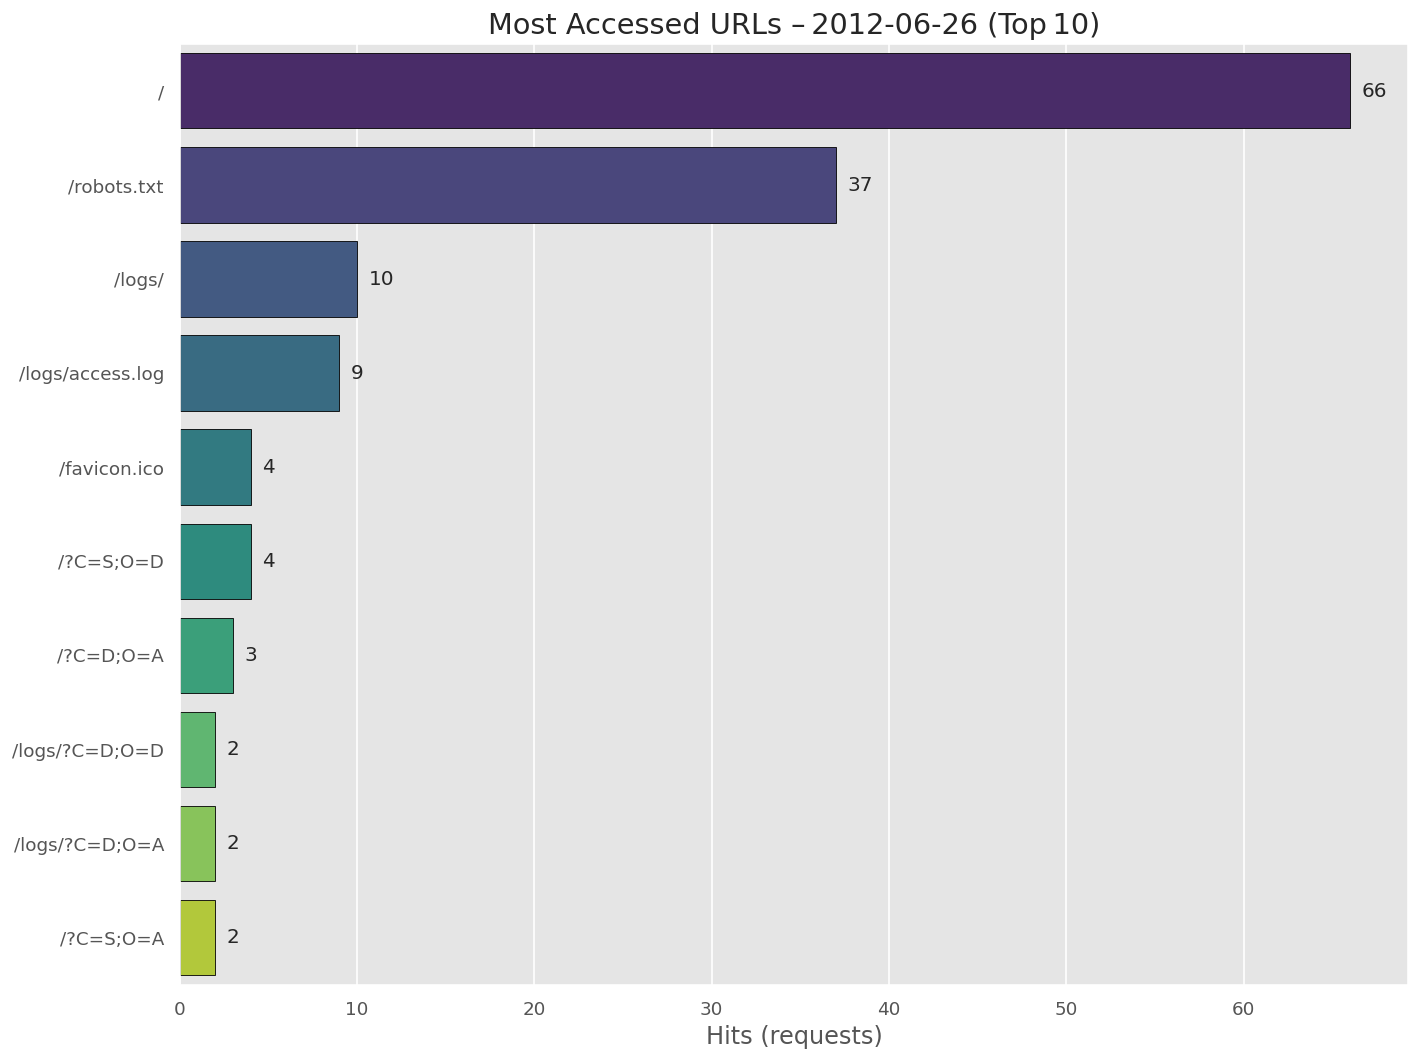 Most Accessed URLs – 2012-06-26 (Top 10)
/ 66
/robots.txt 37
/logs/ 10
/logs/access.log 9
/favicon.ico 4
/?C=S;O=D 4
/?C=D;O=A 3
/logs/?C=D;O=D 2
/logs/?C=D;O=A 2
/?C=S;O=A 2
0 10 20 30 40 50 60
Hits (requests)